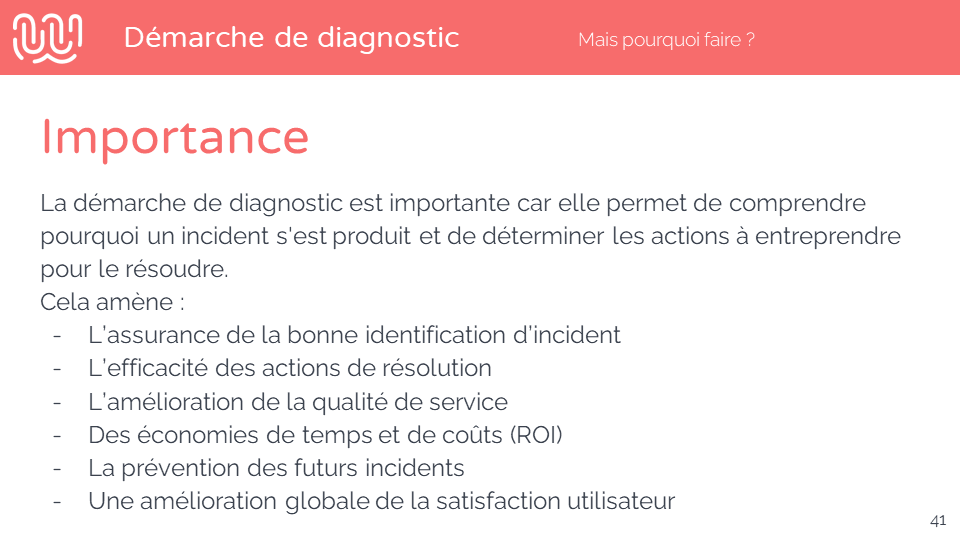 Démarche de diagnostic
Mais pourquoi faire ?
Importance
La démarche de diagnostic est importante car elle permet de comprendre
pourquoi un incident s'est produit et de déterminer les actions à entreprendre
pour le résoudre.
Cela amène :
- L’assurance de la bonne identification d’incident
- L’efficacité des actions de résolution
- L’amélioration de la qualité de service
- Des économies de temps et de coûts (ROI)
- La prévention des futurs incidents
- Une amélioration globale de la satisfaction utilisateur
41